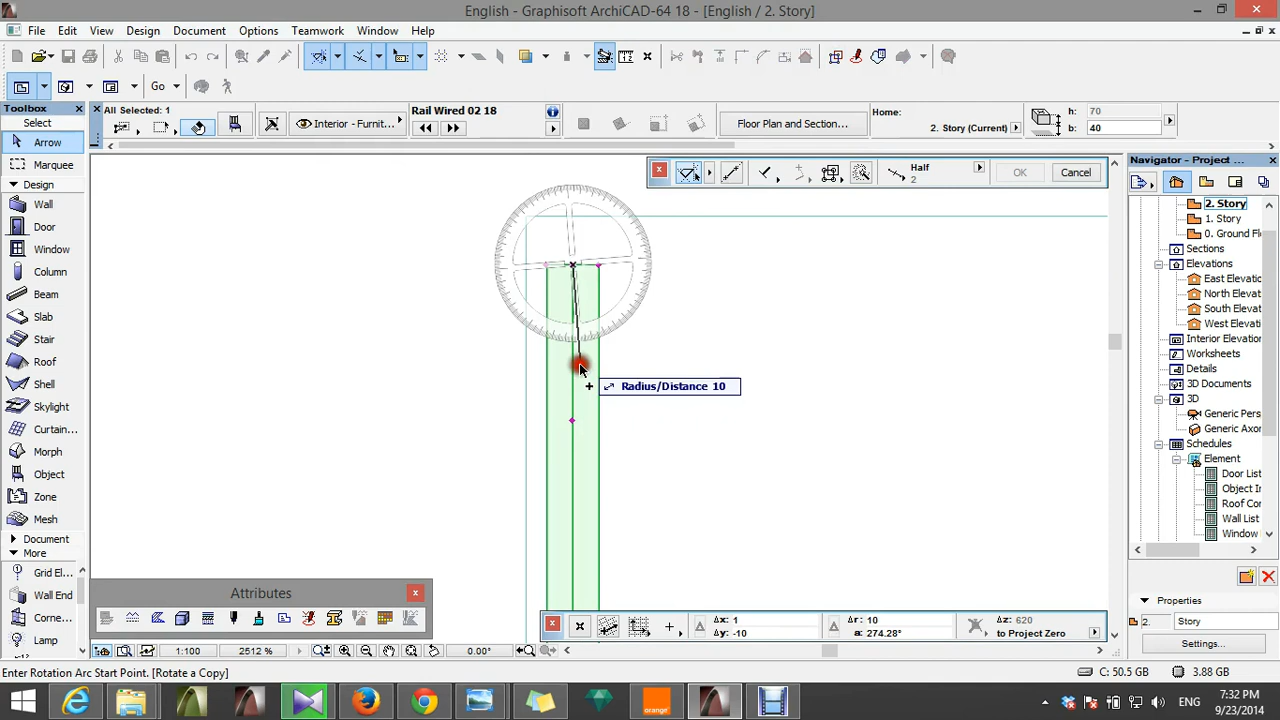 English - Graphisoft ArchiCAD-64 18 - [English / 2. Story]
File Edit View Design Document Options Teamwork Window Help
Go
Toolbox
Select
Arrow
Marquee
Design
Wall
Door
Window
Column
Beam
Slab
Stair
Roof
Shell
Skylight
Curtain...
Morph
Object
Zone
Mesh
Document
More
Grid El...
Wall End
Corne...
Lamp
All Selected: 1
Interior - Furnit...
Rail Wired 02 18
Floor Plan and Section...
Home:
2. Story (Current)
h: 70
b: 40
Half
2
OK
Cancel
Radius/Distance 10
Attributes
Δx: 1
Δy: -10
Δr: 10
a: 274.28°
Δz: 620
to Project Zero
1:100
2512 %
0.00°
Navigator - Project ...
2. Story
1. Story
0. Ground Fl
Sections
Elevations
East Elevatio
North Elevat
South Elevat
West Elevati
Interior Elevation
Worksheets
Details
3D Documents
3D
Generic Pers
Generic Axo
Schedules
Element
Door List
Object In
Roof Cor
Wall List
Window
Properties
2.
Story
Settings...
Enter Rotation Arc Start Point. [Rotate a Copy]
C: 50.5 GB
3.88 GB
orange
ENG
7:32 PM
9/23/2014